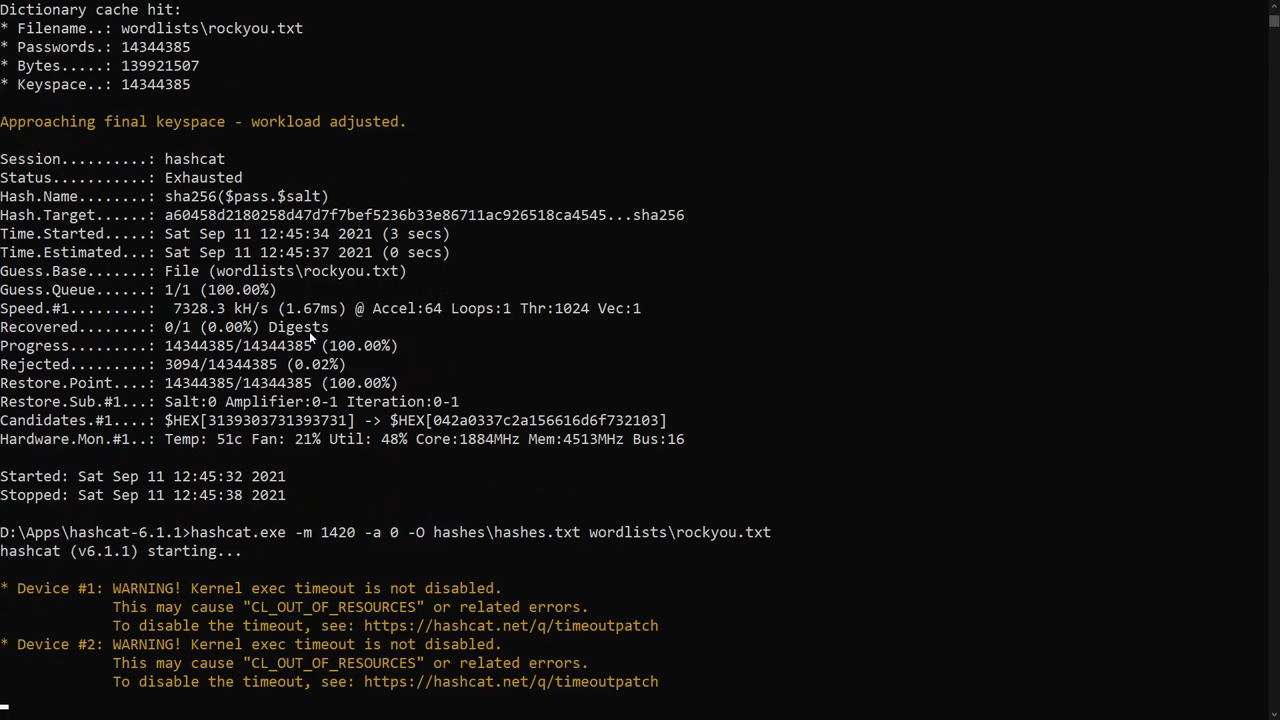 Dictionary cache hit:
* Filename..: wordlists\rockyou.txt
* Passwords.: 14344385
* Bytes.....: 139921507
* Keyspace..: 14344385
Approaching final keyspace - workload adjusted.
Session..........: hashcat
Status...........: Exhausted
Hash.Name........: sha256($pass.$salt)
Hash.Target......: a60458d2180258d47d7f7bef5236b33e86711ac926518ca4545...sha256
Time.Started.....: Sat Sep 11 12:45:34 2021 (3 secs)
Time.Estimated...: Sat Sep 11 12:45:37 2021 (0 secs)
Guess.Base.......: File (wordlists\rockyou.txt)
Guess.Queue......: 1/1 (100.00%)
Speed.#1.........:  7328.3 kH/s (1.67ms) @ Accel:64 Loops:1 Thr:1024 Vec:1
Recovered........: 0/1 (0.00%) Digests
Progress.........: 14344385/14344385 (100.00%)
Rejected.........: 3094/14344385 (0.02%)
Restore.Point....: 14344385/14344385 (100.00%)
Restore.Sub.#1...: Salt:0 Amplifier:0-1 Iteration:0-1
Candidates.#1....: $HEX[3139303731393731] -> $HEX[042a0337c2a156616d6f732103]
Hardware.Mon.#1..: Temp: 51c Fan: 21% Util: 48% Core:1884MHz Mem:4513MHz Bus:16
Started: Sat Sep 11 12:45:32 2021
Stopped: Sat Sep 11 12:45:38 2021
D:\Apps\hashcat-6.1.1>hashcat.exe -m 1420 -a 0 -O hashes\hashes.txt wordlists\rockyou.txt
hashcat (v6.1.1) starting...
* Device #1: WARNING! Kernel exec timeout is not disabled.
             This may cause "CL_OUT_OF_RESOURCES" or related errors.
             To disable the timeout, see: https://hashcat.net/q/timeoutpatch
* Device #2: WARNING! Kernel exec timeout is not disabled.
             This may cause "CL_OUT_OF_RESOURCES" or related errors.
             To disable the timeout, see: https://hashcat.net/q/timeoutpatch